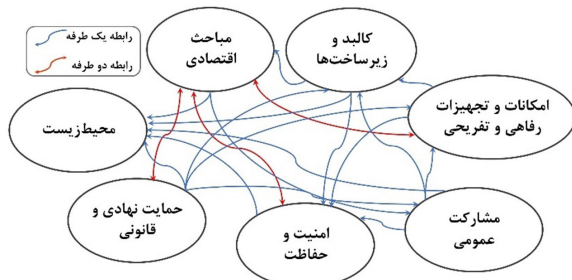 رابطه یک طرفه
رابطه دو طرفه
مباحث
اقتصادی
کالبد و
زیرساخت‌ها
امکانات و تجهیزات
رفاهی و تفریحی
محیط‌زیست
حمایت نهادی و
قانونی
امنیت و
حفاظت
مشارکت
عمومی